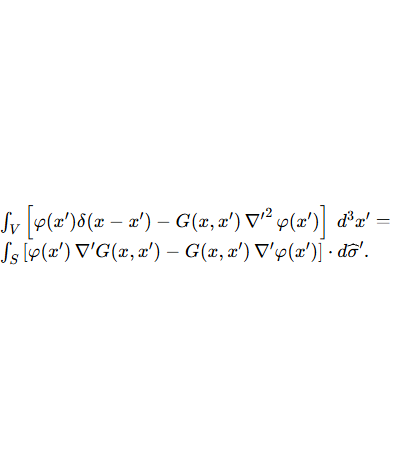 ∫_V [φ(x′)δ(x − x′) − G(x, x′) ∇′² φ(x′)] d³x′ =
∫_S [φ(x′) ∇′G(x, x′) − G(x, x′) ∇′φ(x′)] · dσ̂′.